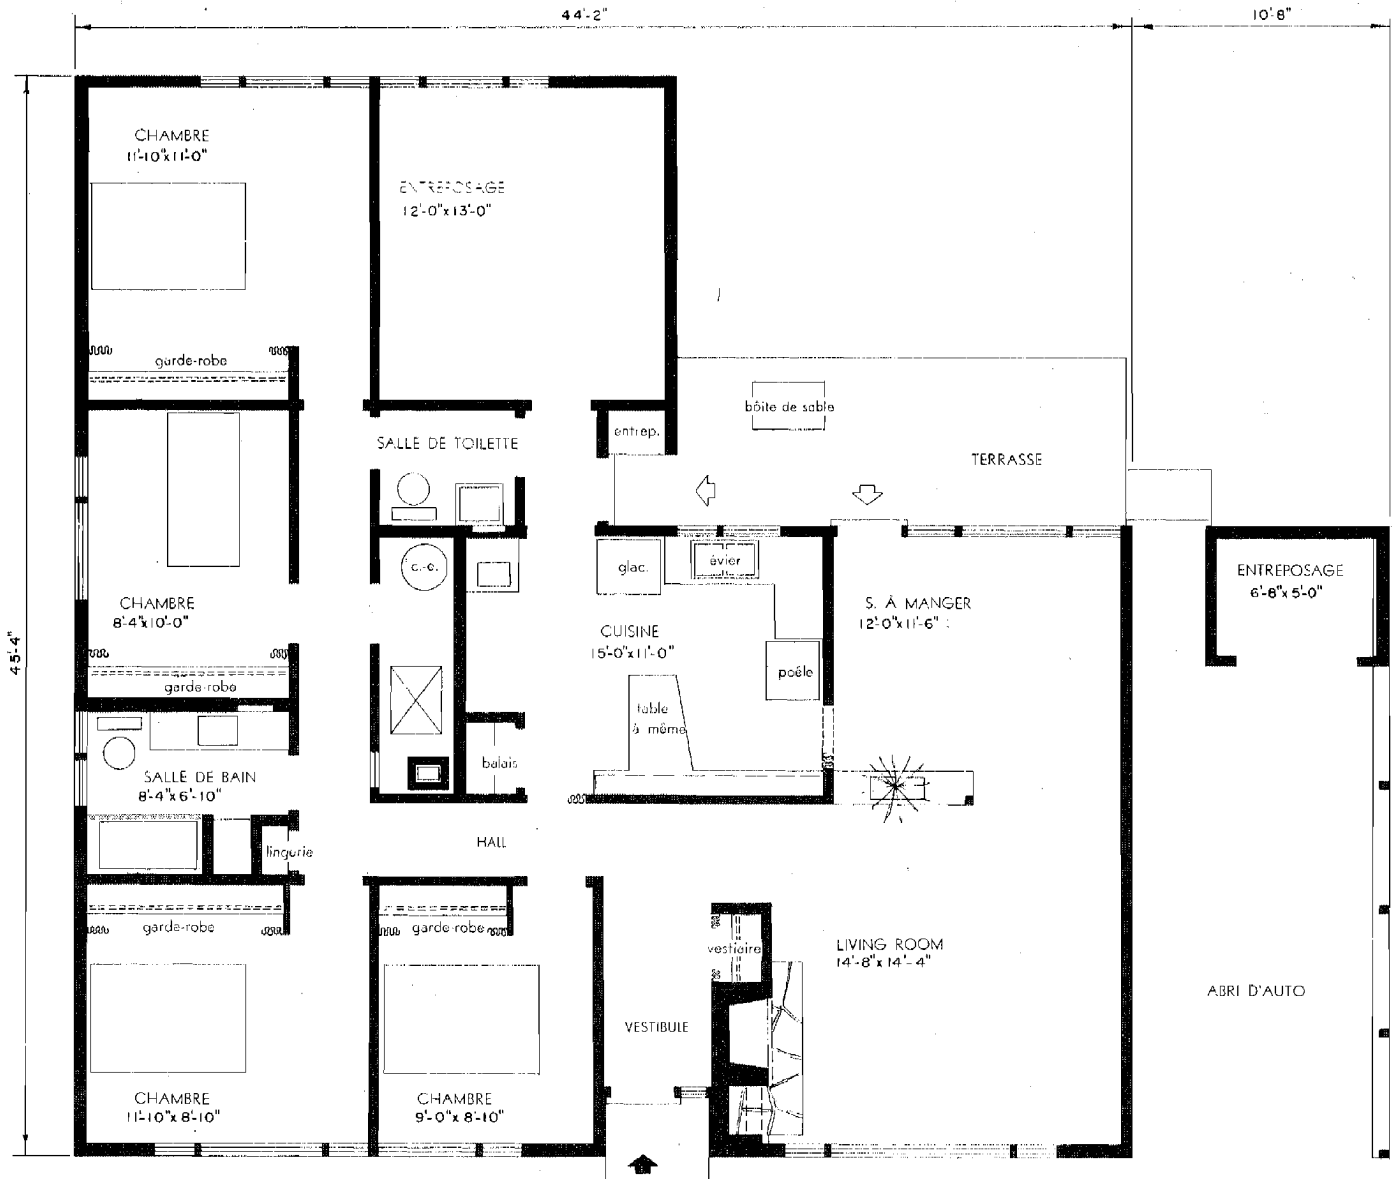 44'-2"
10'-8"
CHAMBRE
11'-10"x11'-0"
ENTREPOSAGE
12'-0"x13'-0"
garde-robe
bôite de sable
entrep.
SALLE DE TOILETTE
TERRASSE
glac.
évier
c.-e.
ENTREPOSAGE
6'-8"x5'-0"
CHAMBRE
8'-4"x10'-0"
S. À MANGER
12'-0"x11'-6"
CUISINE
15'-0"x11'-0"
45'-4"
poêle
garde-robe
table
à même
balais
SALLE DE BAIN
8'-4"x6'-10"
HALL
lingerie
garde-robe
garde-robe
vestiaire
LIVING ROOM
14'-8"x14'-4"
ABRI D'AUTO
VESTIBULE
CHAMBRE
11'-10"x8'-10"
CHAMBRE
9'-0"x8'-10"